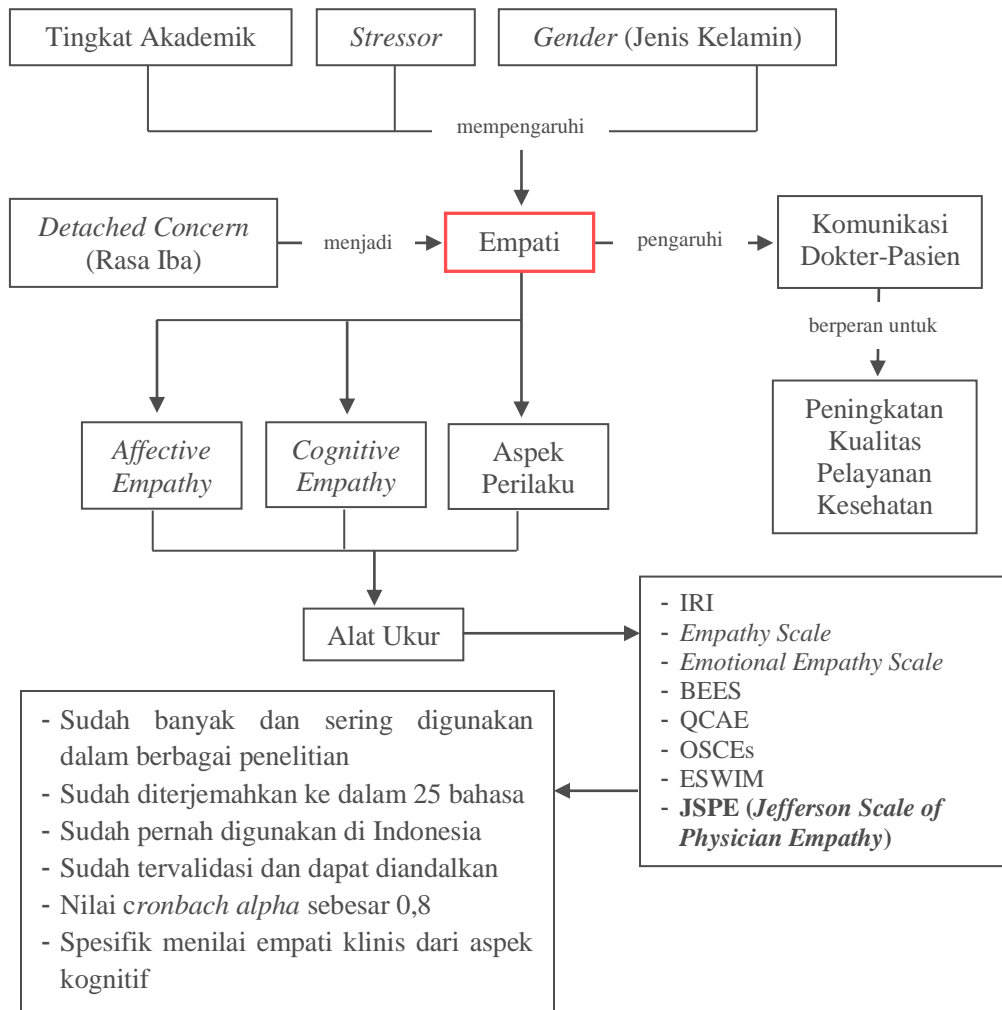 Tingkat Akademik
Stressor
Gender (Jenis Kelamin)
mempengaruhi
Detached Concern
(Rasa Iba)
menjadi
Empati
pengaruhi
Komunikasi
Dokter-Pasien
berperan untuk
Peningkatan
Kualitas
Pelayanan
Kesehatan
Affective
Empathy
Cognitive
Empathy
Aspek
Perilaku
Alat Ukur
- IRI
- Empathy Scale
- Emotional Empathy Scale
- BEES
- QCAE
- OSCEs
- ESWIM
- JSPE (Jefferson Scale of
Physician Empathy)
- Sudah banyak dan sering digunakan
dalam berbagai penelitian
- Sudah diterjemahkan ke dalam 25 bahasa
- Sudah pernah digunakan di Indonesia
- Sudah tervalidasi dan dapat diandalkan
- Nilai cronbach alpha sebesar 0,8
- Spesifik menilai empati klinis dari aspek
kognitif